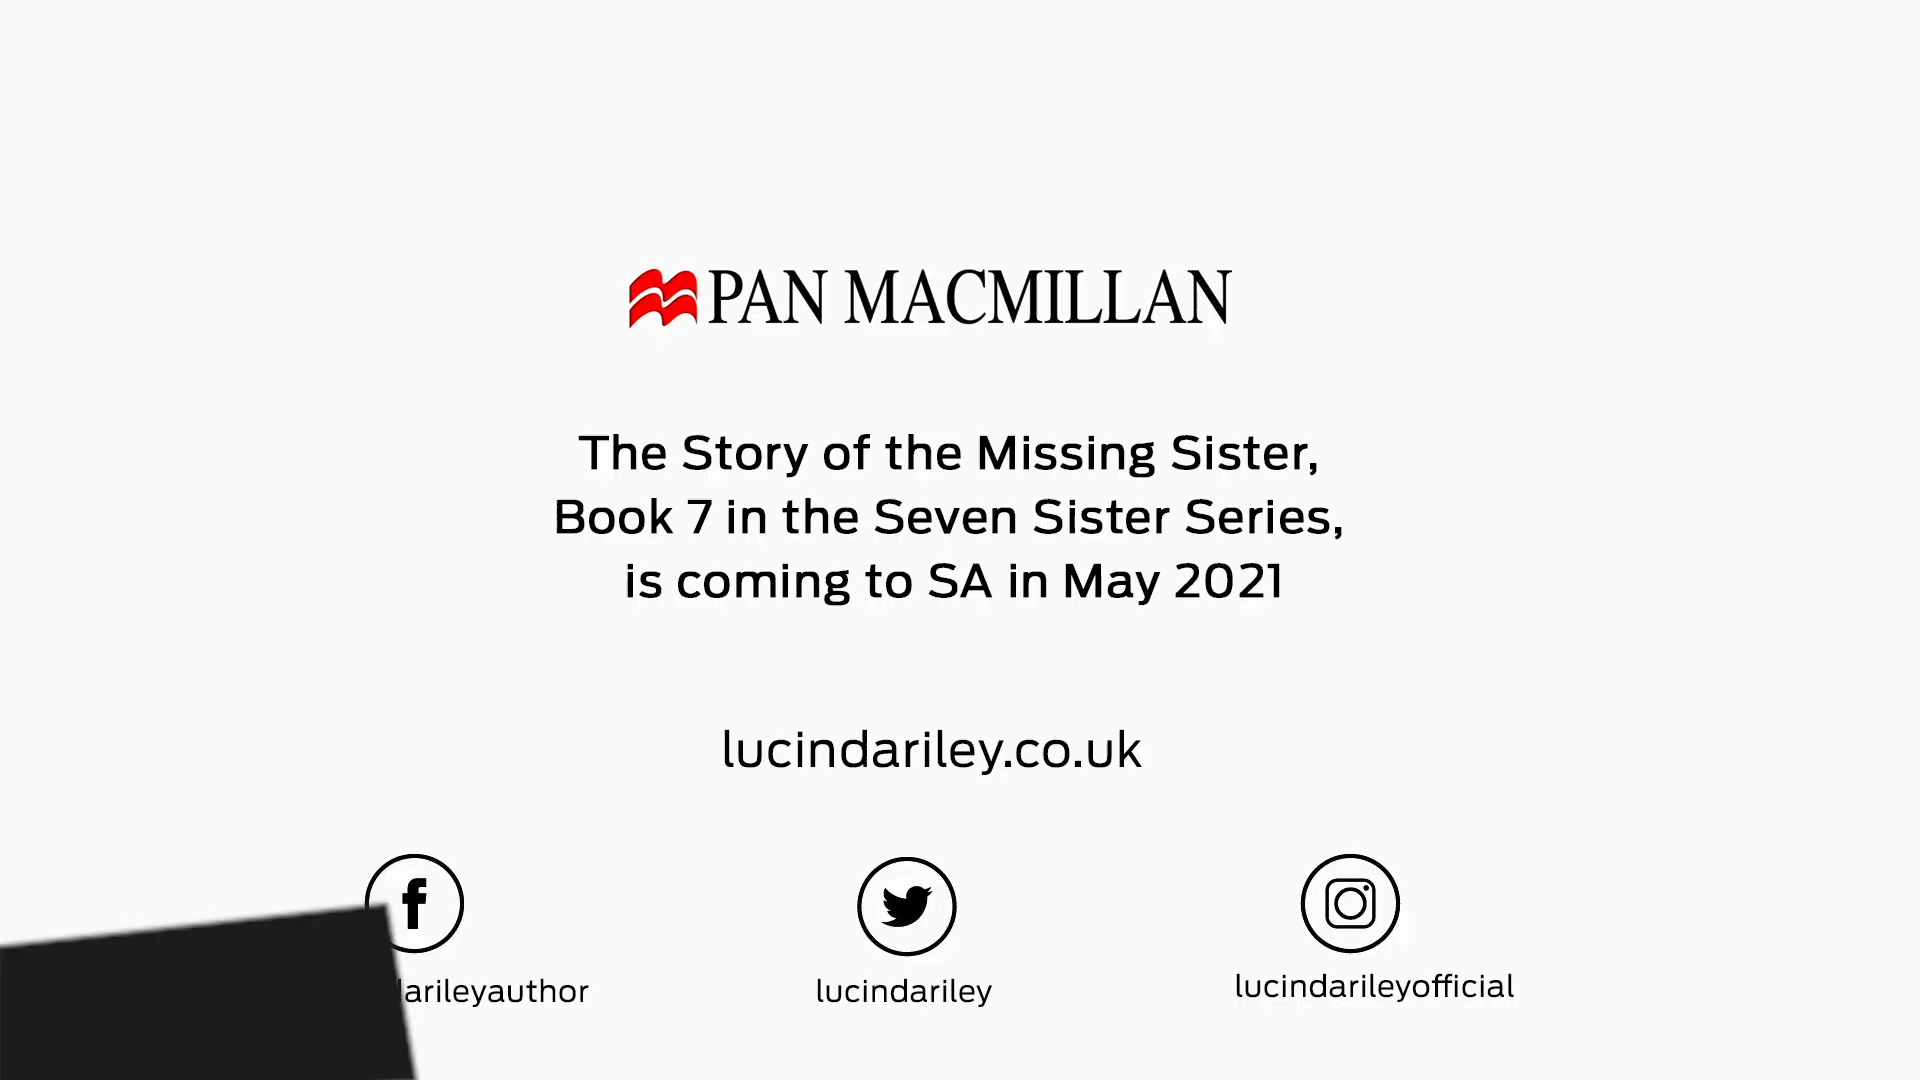 PAN MACMILLAN
The Story of the Missing Sister,
Book 7 in the Seven Sister Series,
is coming to SA in May 2021
lucindariley.co.uk
arileyauthor
lucindariley
lucindarileyofficial